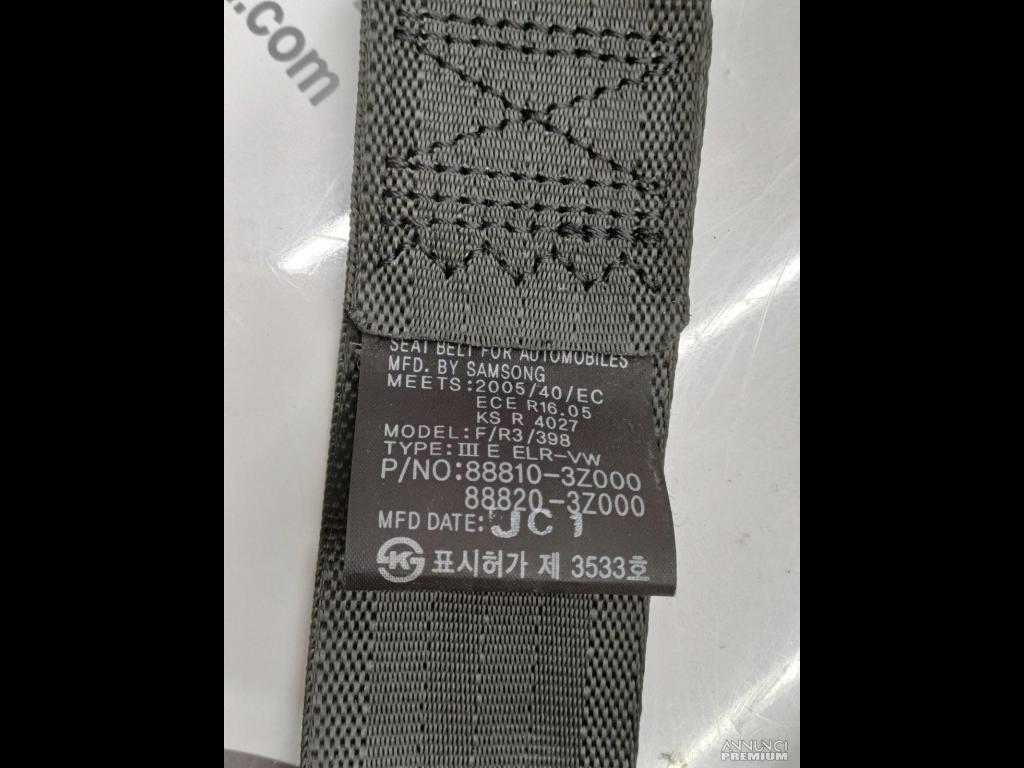 .com
SEAT BELT FOR AUTOMOBILES
MFD. BY SAMSONG
MEETS:2005/40/EC
ECE R16.05
KS R 4027
MODEL:F/R3/398
TYPE:III E ELR-VW
P/NO:88810-3Z000
88820-3Z000
MFD DATE: JC1
표시허가 제 3533호
ANNUNCI
PREMIUM